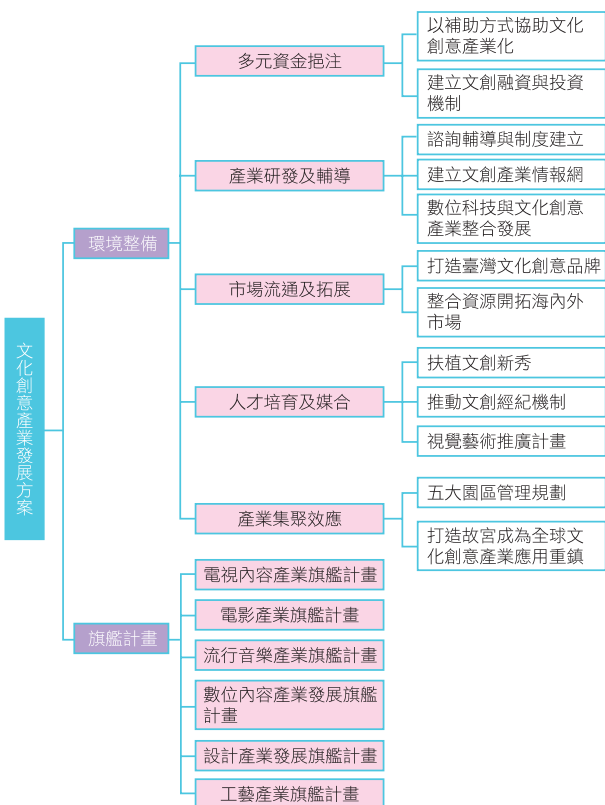 文化創意產業發展方案
環境整備
多元資金挹注
以補助方式協助文化
創意產業化
建立文創融資與投資
機制
產業研發及輔導
諮詢輔導與制度建立
建立文創產業情報網
數位科技與文化創意
產業整合發展
市場流通及拓展
打造臺灣文化創意品牌
整合資源開拓海內外
市場
人才培育及媒合
扶植文創新秀
推動文創經紀機制
視覺藝術推廣計畫
產業集聚效應
五大園區管理規劃
打造故宮成為全球文
化創意產業應用重鎮
旗艦計畫
電視內容產業旗艦計畫
電影產業旗艦計畫
流行音樂產業旗艦計畫
數位內容產業發展旗艦
計畫
設計產業發展旗艦計畫
工藝產業旗艦計畫